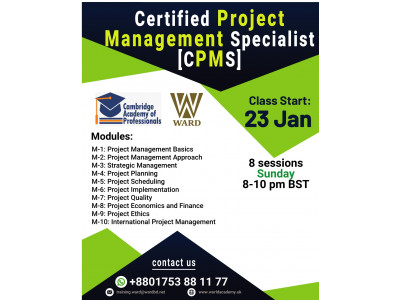 Certified Project
Management Specialist
[CPMS]
Cambridge
Academy of
Professionals
WARD
Class Start:
23 Jan
Modules:
M-1: Project Management Basics
M-2: Project Management Approach
M-3: Strategic Management
M-4: Project Planning
M-5: Project Scheduling
M-6: Project Implementation
M-7: Project Quality
M-8: Project Economics and Finance
M-9: Project Ethics
M-10: International Project Management
8 sessions
Sunday
8-10 pm BST
contact us
+8801753 88 11 77